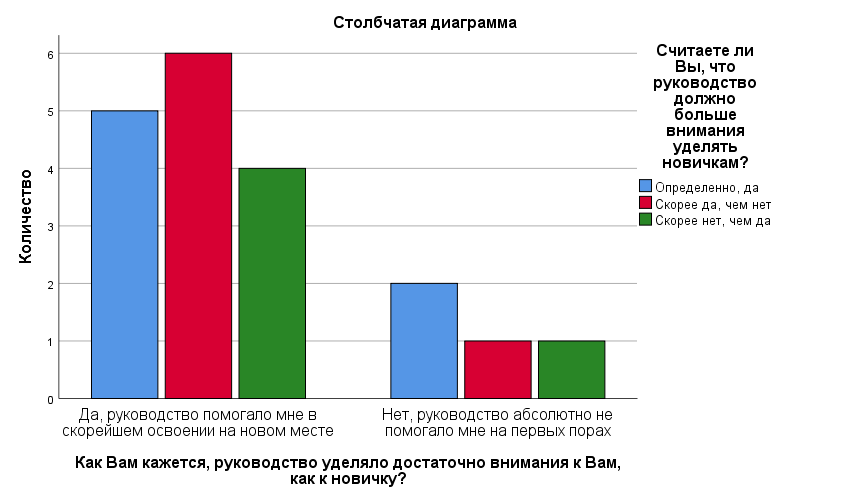 Столбчатая диаграмма
Количество
6
5
4
3
2
1
0
Да, руководство помогало мне в
скорейшем освоении на новом месте
Нет, руководство абсолютно не
помогало мне на первых порах
Как Вам кажется, руководство уделяло достаточно внимания к Вам,
как к новичку?
Считаете ли
Вы, что
руководство
должно
больше
внимания
уделять
новичкам?
Определенно, да
Скорее да, чем нет
Скорее нет, чем да